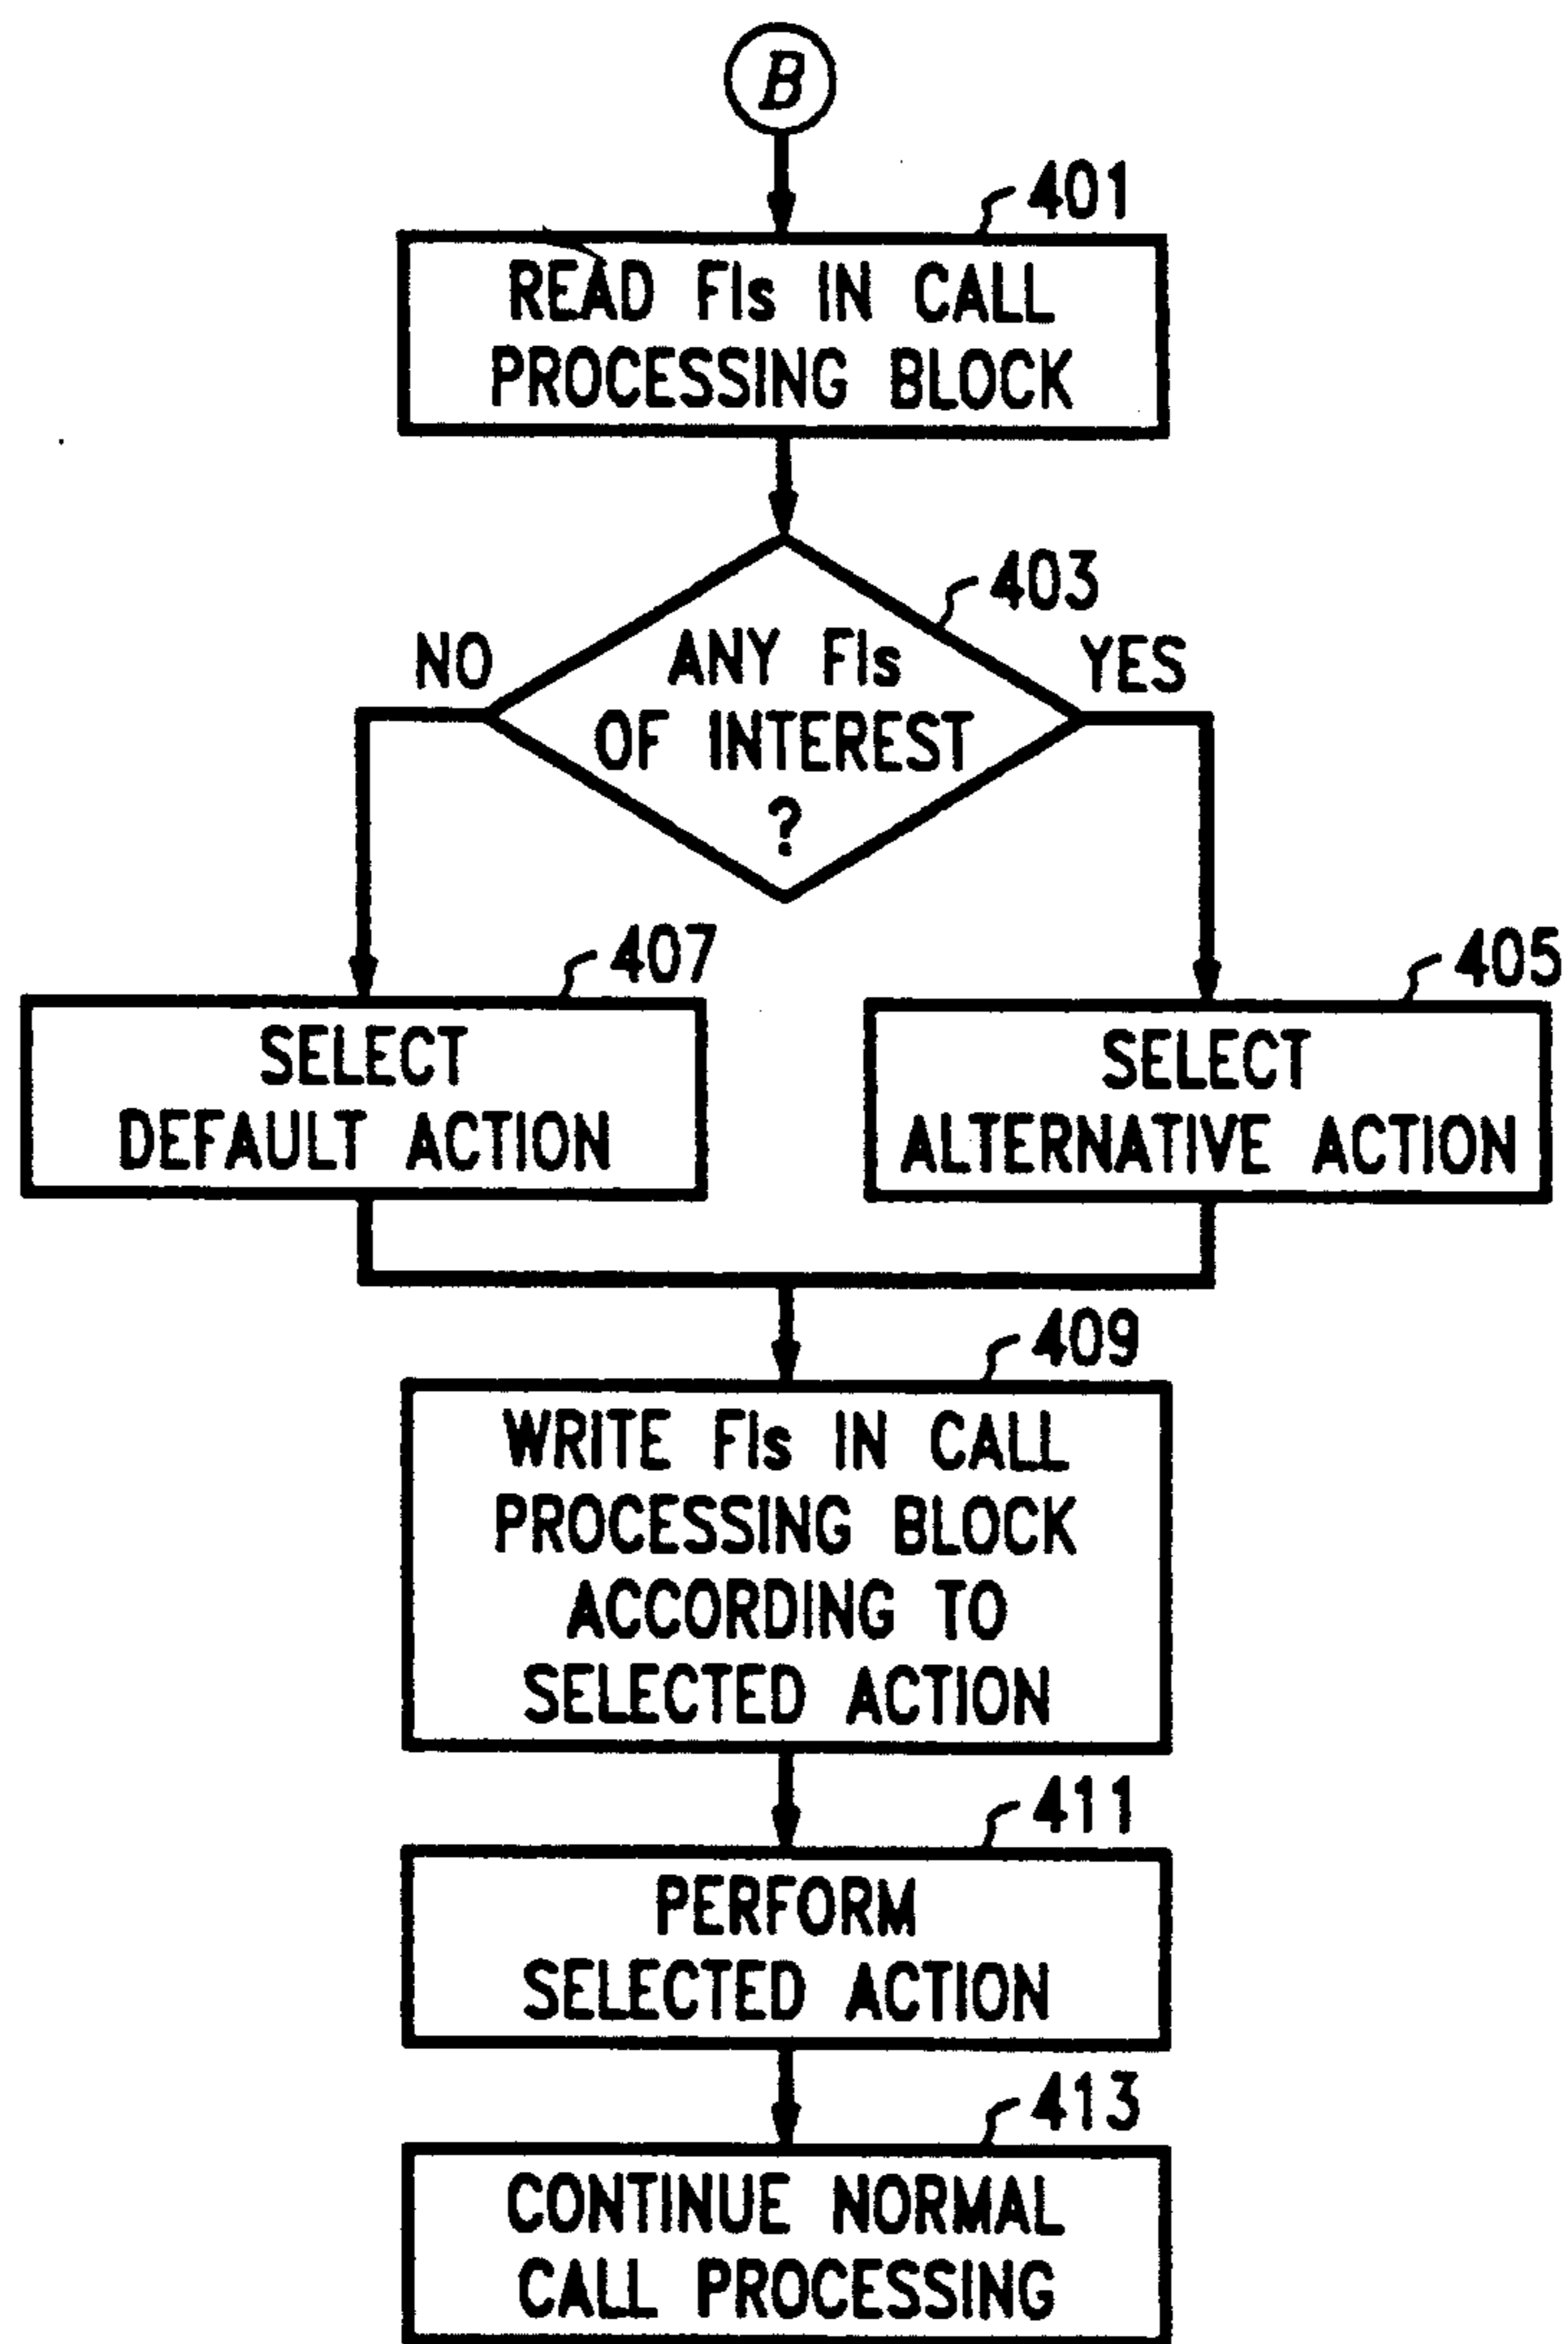 B
401
READ FIs IN CALL
PROCESSING BLOCK
403
NO
YES
ANY FIs
OF INTEREST
?
407
405
SELECT
DEFAULT ACTION
SELECT
ALTERNATIVE ACTION
409
WRITE FIs IN CALL
PROCESSING BLOCK
ACCORDING TO
SELECTED ACTION
411
PERFORM
SELECTED ACTION
413
CONTINUE NORMAL
CALL PROCESSING